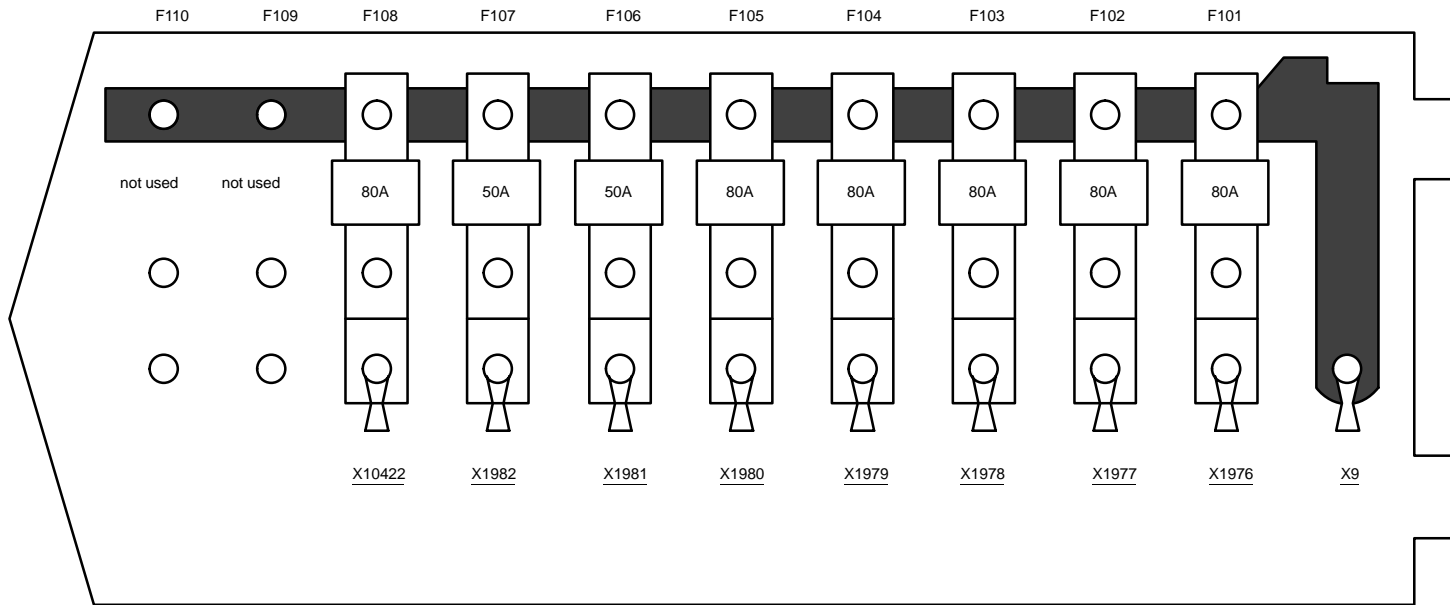 F110 F109 F108 F107 F106 F105 F104 F103 F102 F101
not used not used 80A 50A 50A 80A 80A 80A 80A 80A
X10422 X1982 X1981 X1980 X1979 X1978 X1977 X1976 X9